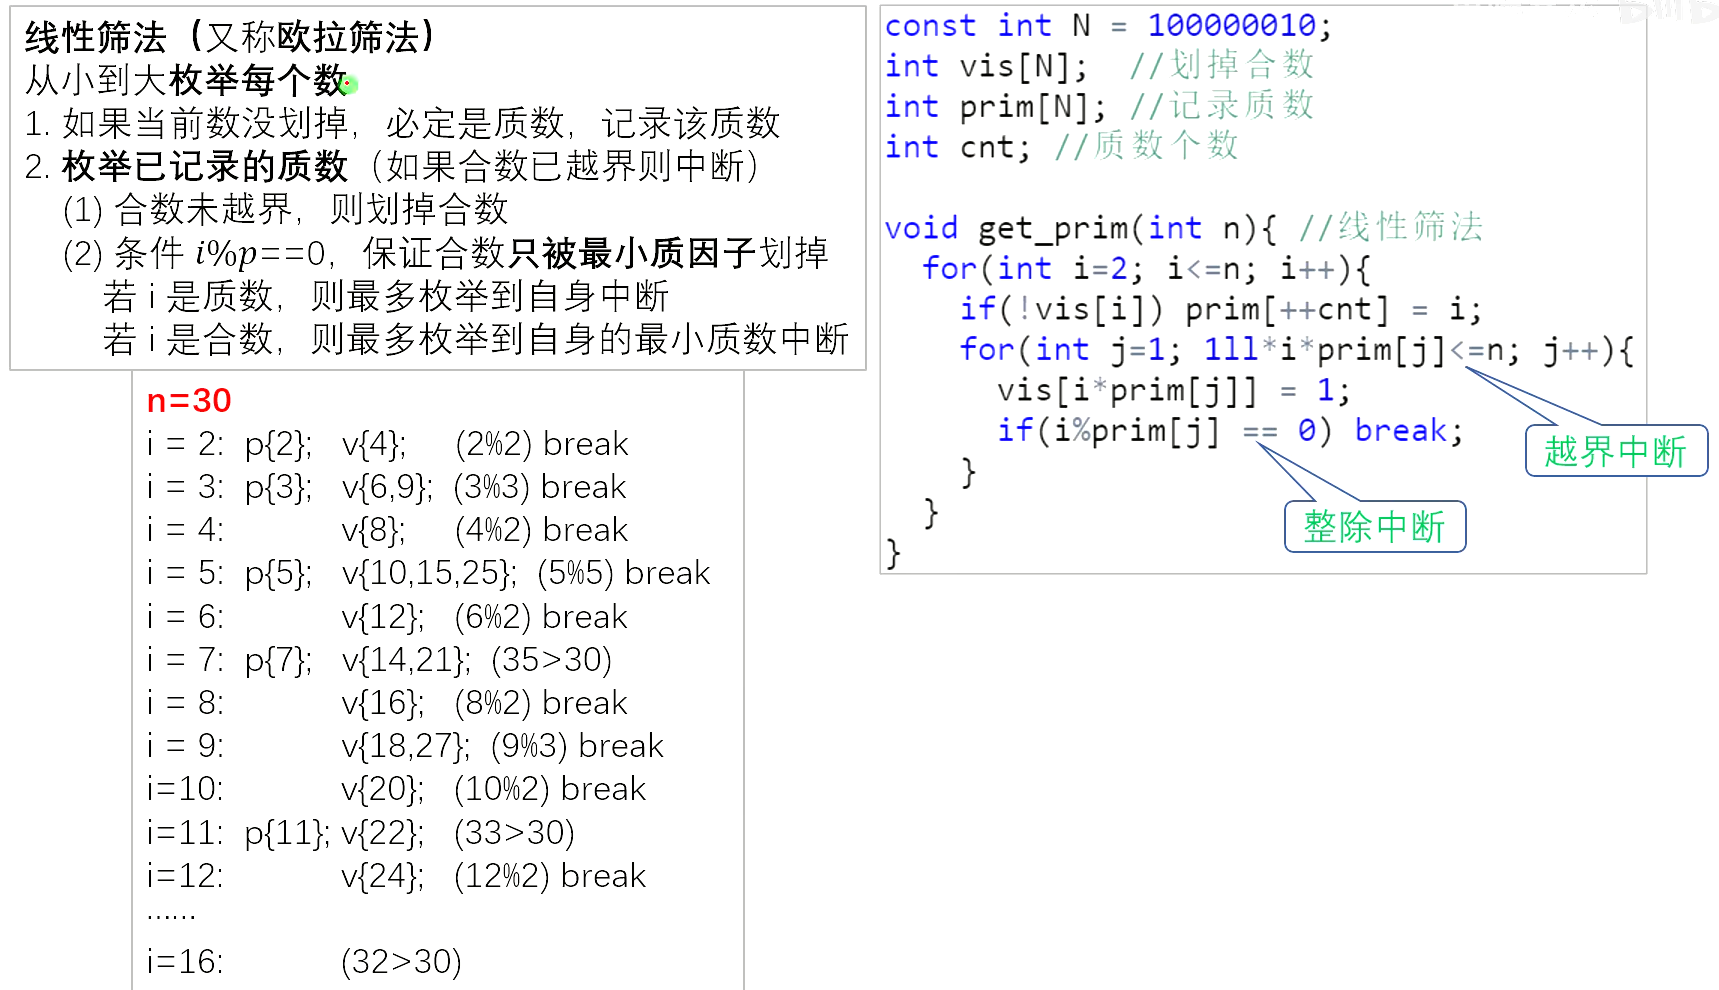 线性筛法（又称欧拉筛法）
从小到大枚举每个数
1. 如果当前数没划掉，必定是质数，记录该质数
2. 枚举已记录的质数（如果合数已越界则中断）
(1) 合数未越界，则划掉合数
(2) 条件 i%p==0，保证合数只被最小质因子划掉
若 i 是质数，则最多枚举到自身中断
若 i 是合数，则最多枚举到自身的最小质数中断
n=30
i = 2: p{2}; v{4}; (2%2) break
i = 3: p{3}; v{6,9}; (3%3) break
i = 4: v{8}; (4%2) break
i = 5: p{5}; v{10,15,25}; (5%5) break
i = 6: v{12}; (6%2) break
i = 7: p{7}; v{14,21}; (35>30)
i = 8: v{16}; (8%2) break
i = 9: v{18,27}; (9%3) break
i=10: v{20}; (10%2) break
i=11: p{11}; v{22}; (33>30)
i=12: v{24}; (12%2) break
……
i=16: (32>30)
const int N = 100000010;
int vis[N]; //划掉合数
int prim[N]; //记录质数
int cnt; //质数个数
void get_prim(int n){ //线性筛法
for(int i=2; i<=n; i++){
if(!vis[i]) prim[++cnt] = i;
for(int j=1; 1ll*i*prim[j]<=n; j++){
vis[i*prim[j]] = 1;
if(i%prim[j] == 0) break;
}
}
}
越界中断
整除中断